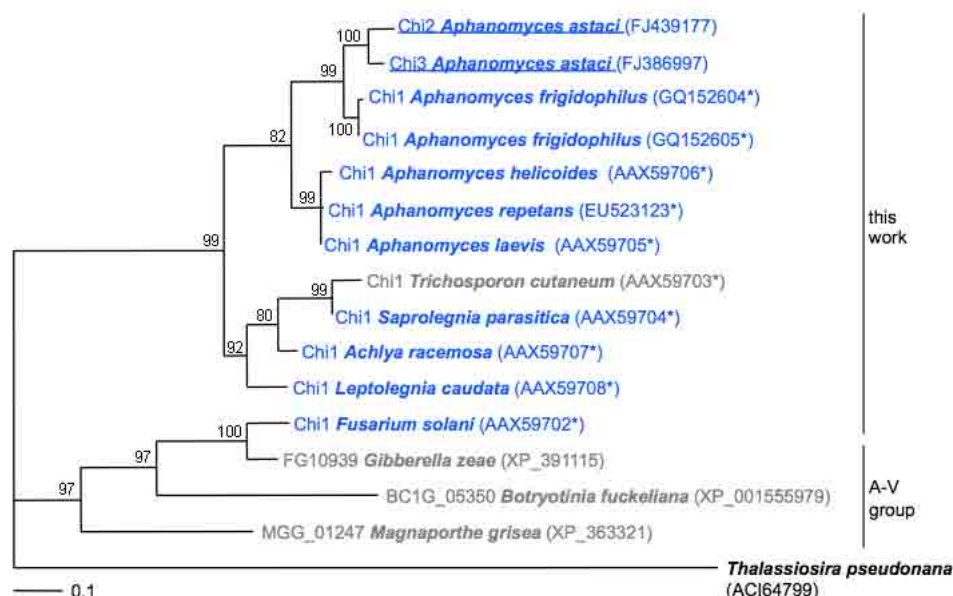 Chi2 Aphanomyces astaci (FJ439177)
100
Chi3 Aphanomyces astaci (FJ386997)
99
Chi1 Aphanomyces frigidophilus (GQ152604*)
100
Chi1 Aphanomyces frigidophilus (GQ152605*)
82
Chi1 Aphanomyces helicoides (AAX59706*)
99
Chi1 Aphanomyces repetans (EU523123*)
this
work
Chi1 Aphanomyces laevis (AAX59705*)
99
Chi1 Trichosporon cutaneum (AAX59703*)
99
Chi1 Saprolegnia parasitica (AAX59704*)
80
Chi1 Achlya racemosa (AAX59707*)
92
Chi1 Leptolegnia caudata (AAX59708*)
Chi1 Fusarium solani (AAX59702*)
100
FG10939 Gibberella zeae (XP_391115)
97
BC1G_05350 Botryotinia fuckeliana (XP_001555979)
A-V
group
97
MGG_01247 Magnaporthe grisea (XP_363321)
Thalassiosira pseudonana
(ACI64799)
0.1